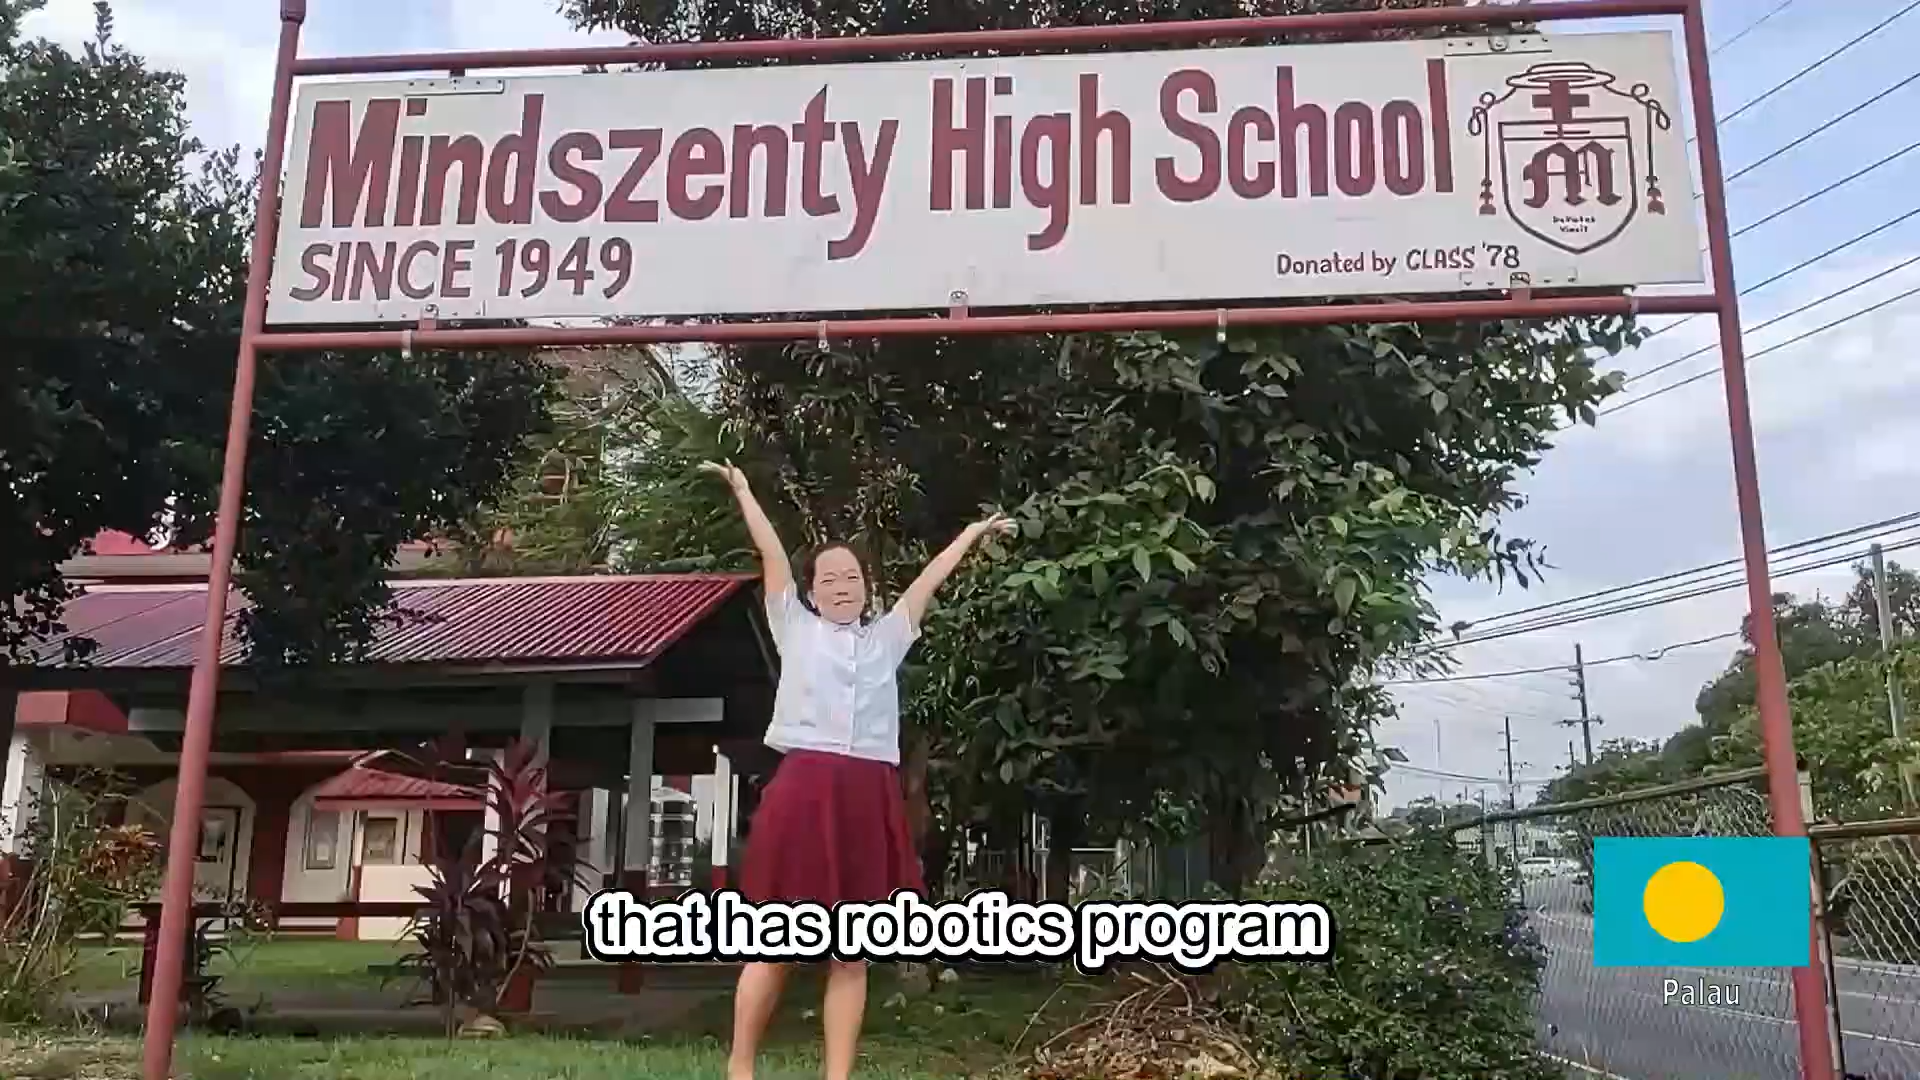 Mindszenty High School
SINCE 1949
Donated by CLASS '78
M
that has robotics program
Palau